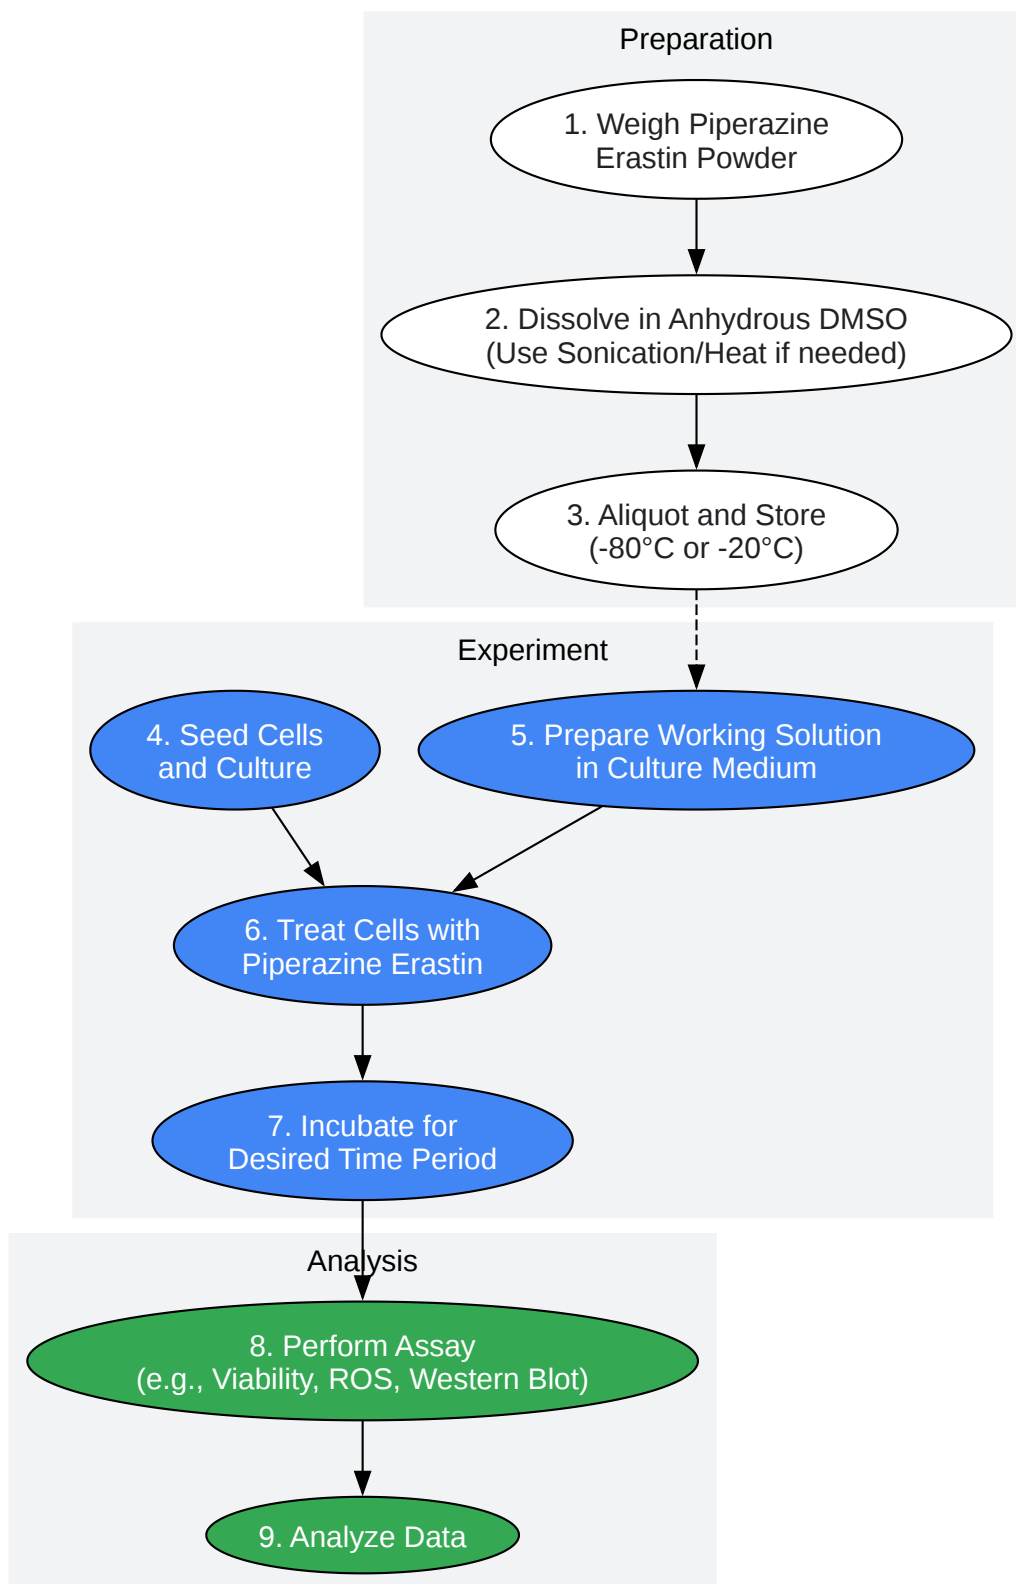 Preparation
1. Weigh Piperazine
Erastin Powder
2. Dissolve in Anhydrous DMSO
(Use Sonication/Heat if needed)
3. Aliquot and Store
(-80°C or -20°C)
Experiment
4. Seed Cells
and Culture
5. Prepare Working Solution
in Culture Medium
6. Treat Cells with
Piperazine Erastin
7. Incubate for
Desired Time Period
Analysis
8. Perform Assay
(e.g., Viability, ROS, Western Blot)
9. Analyze Data